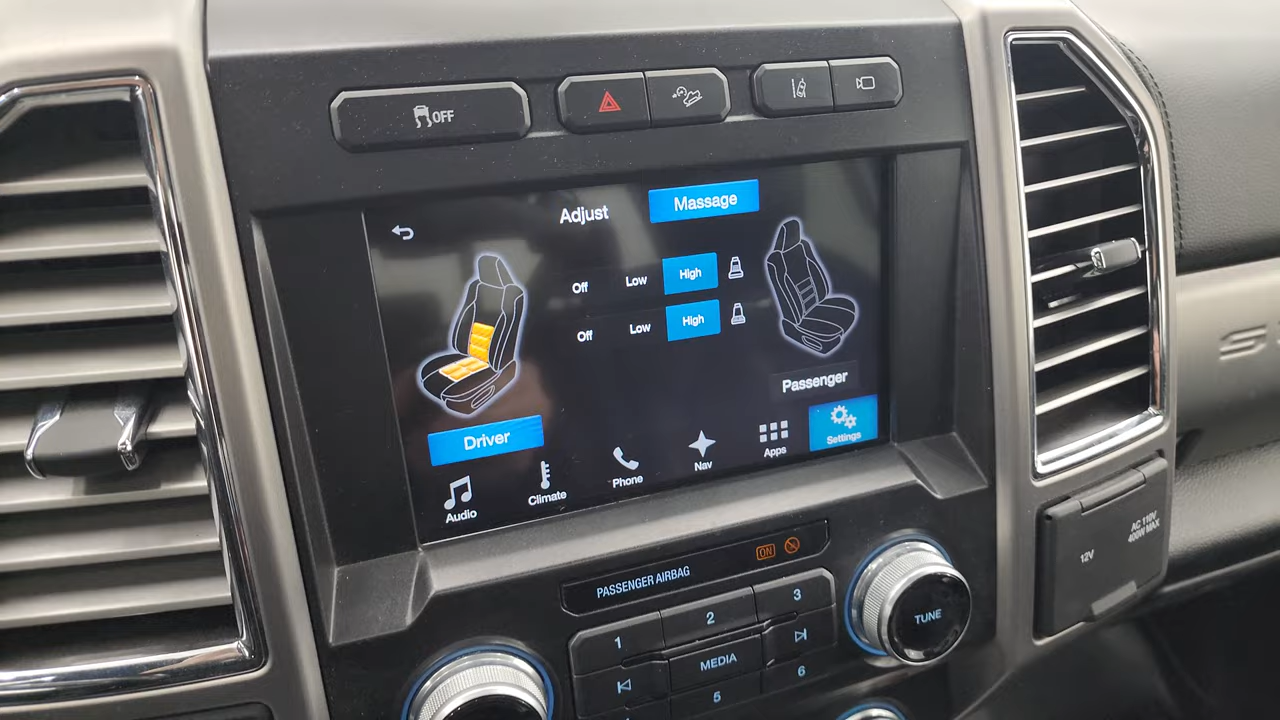 OFF
Adjust Massage
Off Low High
Off Low High
Passenger
Driver
Audio Climate Phone Nav Apps Settings
PASSENGER AIRBAG ON
1 2 3
MEDIA
5 6
TUNE
12V
AC 110V
400W MAX